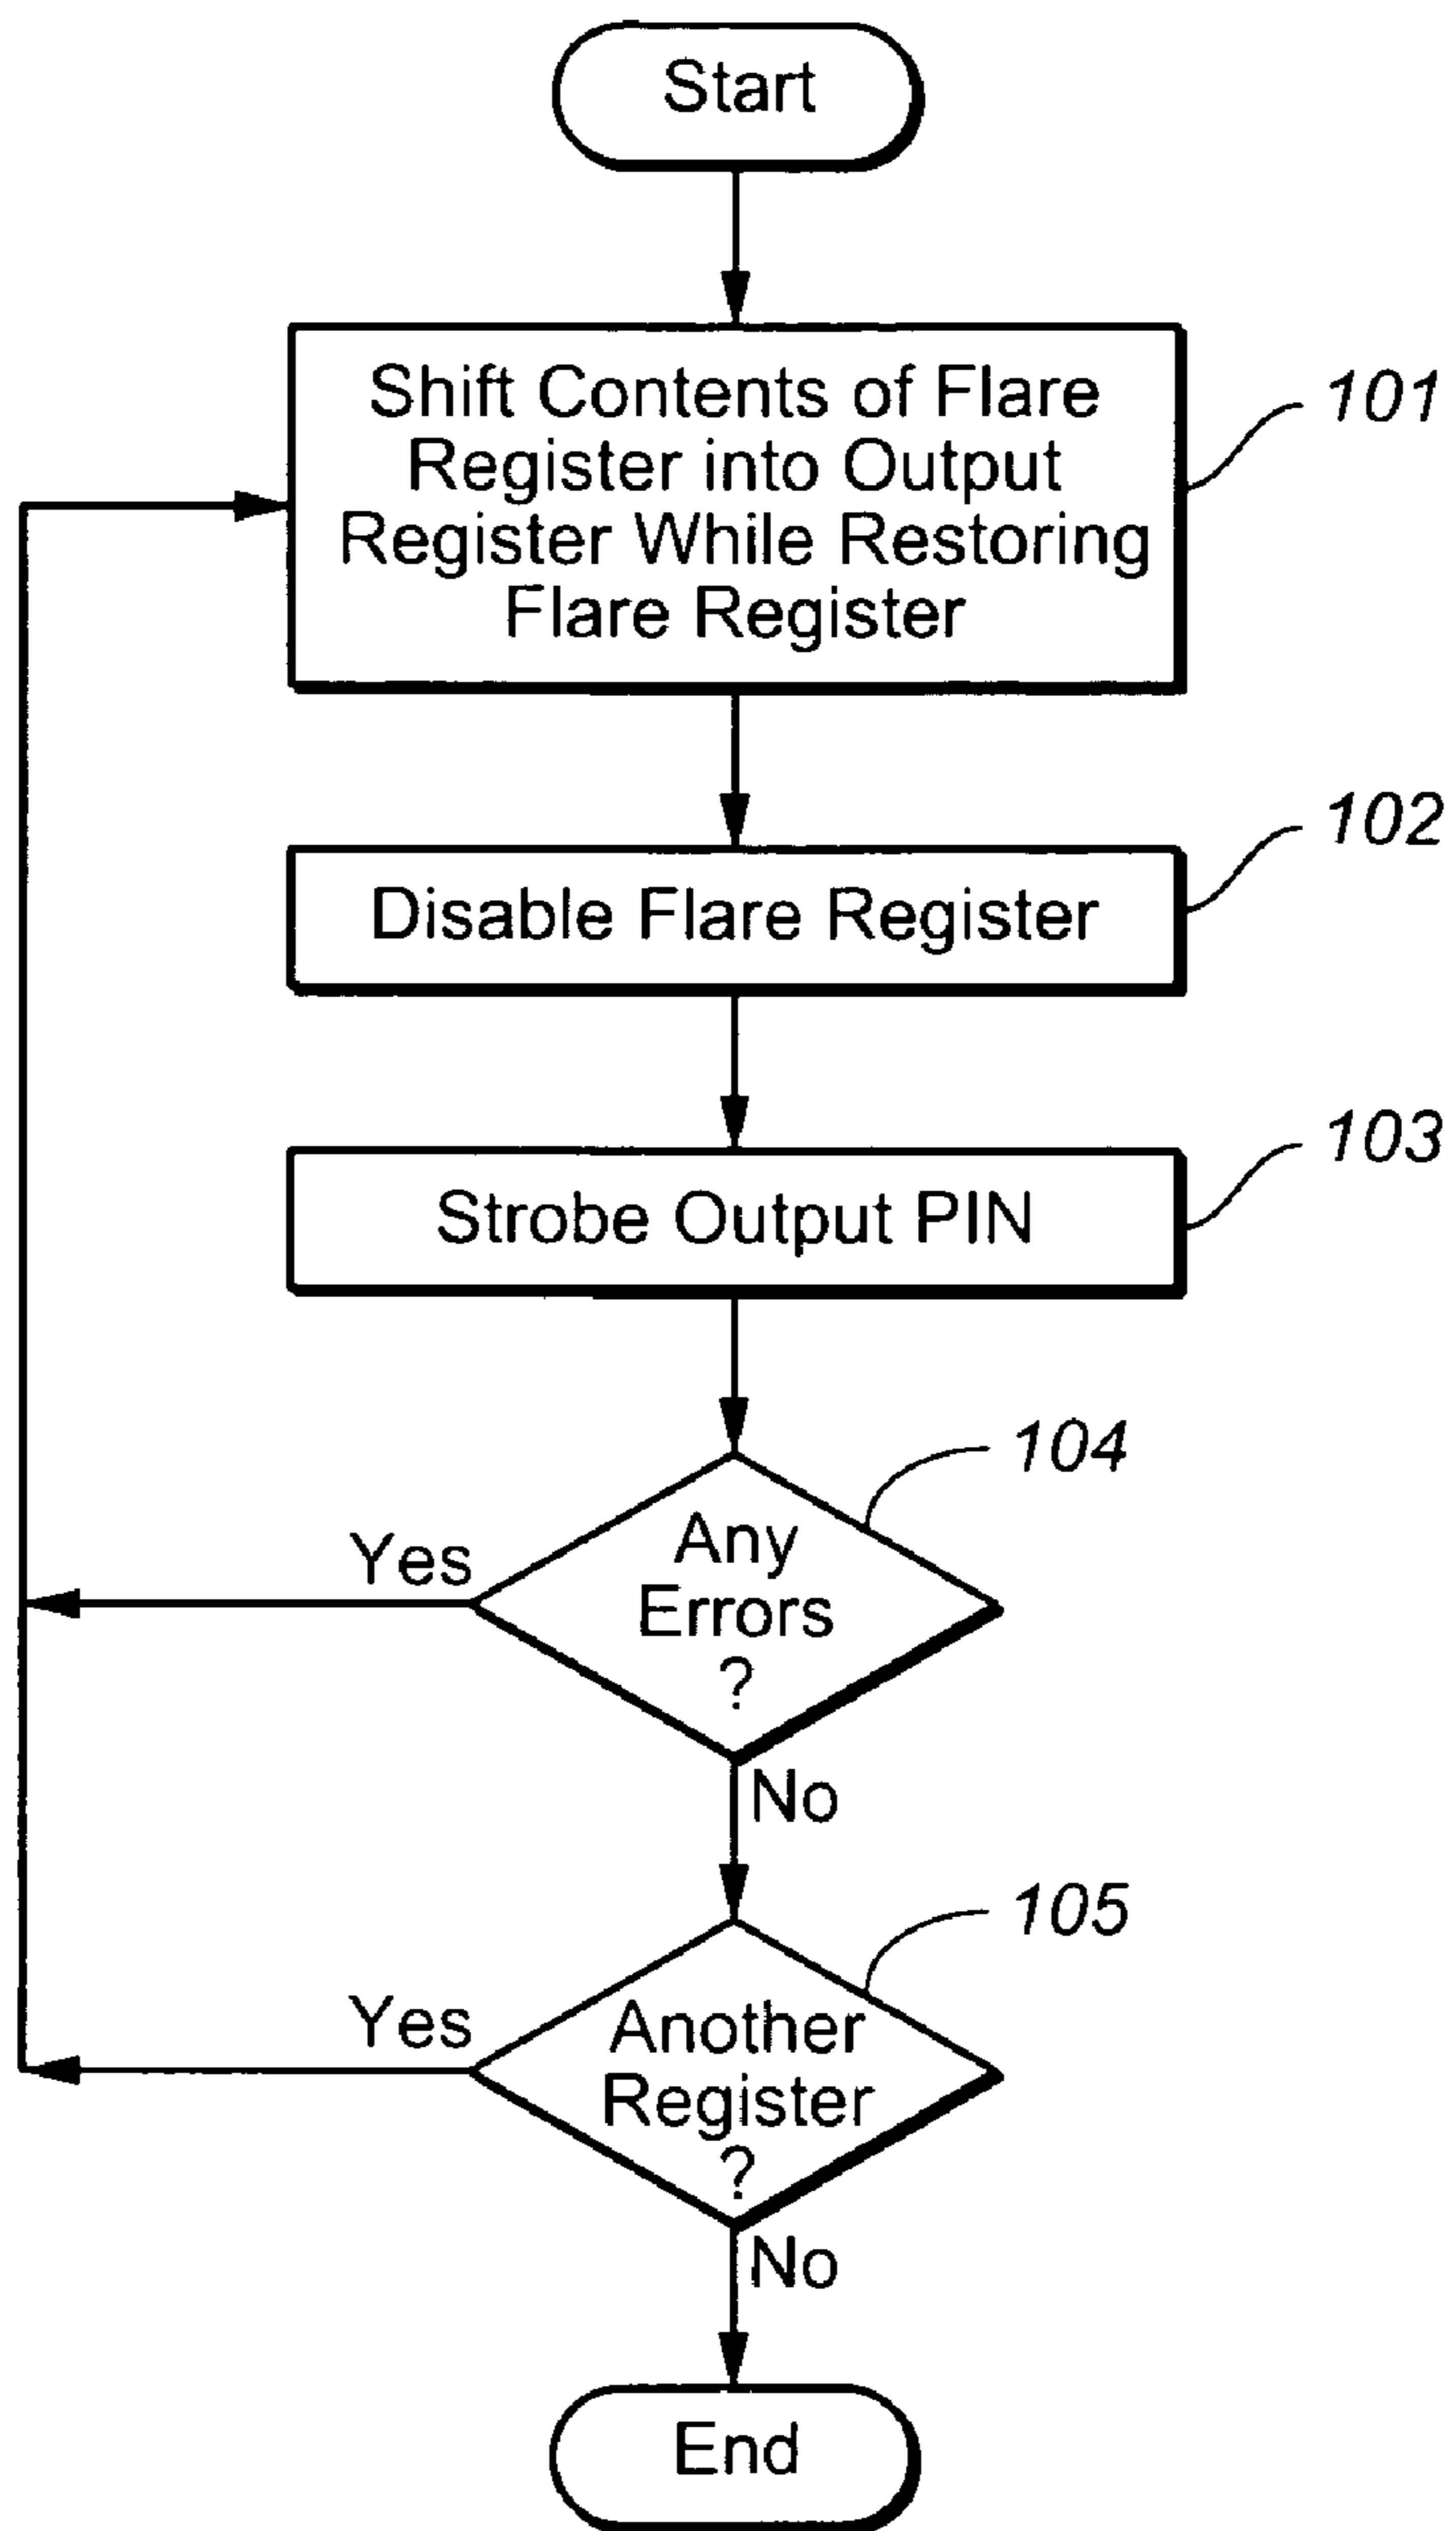 Start
Shift Contents of Flare
Register into Output
Register While Restoring
Flare Register
101
Disable Flare Register
102
Strobe Output PIN
103
Any
Errors
?
104
Yes
No
Another
Register
?
105
Yes
No
End